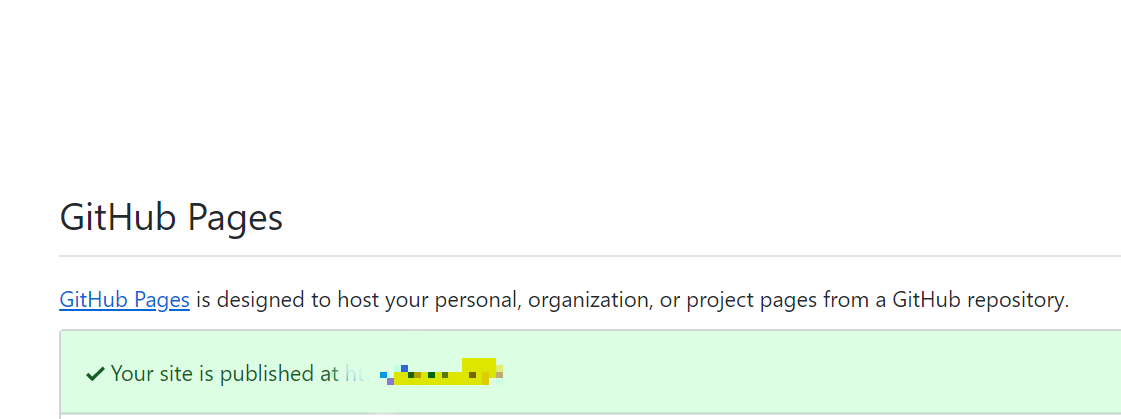 GitHub Pages
GitHub Pages is designed to host your personal, organization, or project pages from a GitHub repository.
Your site is published at